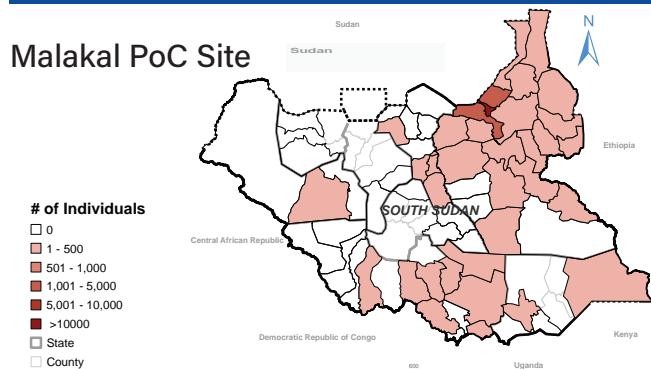 Sudan
N
Sudan
Malakal PoC Site
Ethiopia
# of Individuals
0
SOUTH SUDAN
1 - 500
Central African Republic
501 - 1,000
1,001 - 5,000
5,001 - 10,000
>10000
Kenya
State
Democratic Republic of Congo
County
600
Uganda